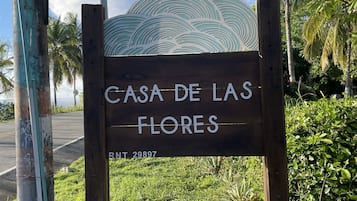 CASA DE LAS
FLORES
RNT 29897